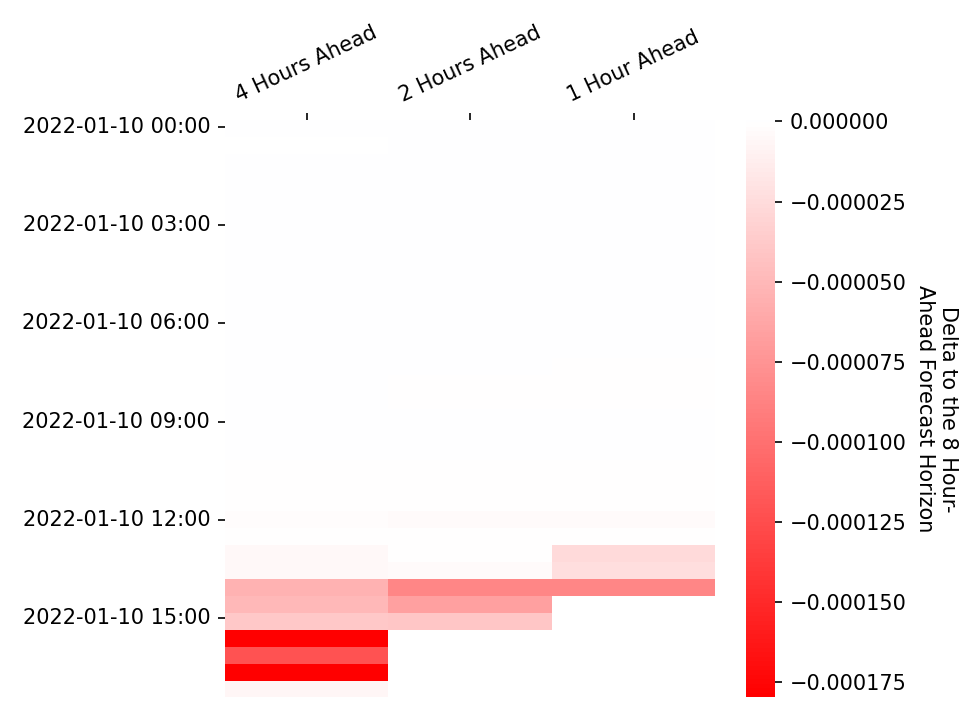 4 Hours Ahead
2 Hours Ahead
1 Hour Ahead
2022-01-10 00:00
2022-01-10 03:00
2022-01-10 06:00
2022-01-10 09:00
2022-01-10 12:00
2022-01-10 15:00
0.000000
−0.000025
−0.000050
−0.000075
−0.000100
−0.000125
−0.000150
−0.000175
Delta to the 8 Hour-
Ahead Forecast Horizon